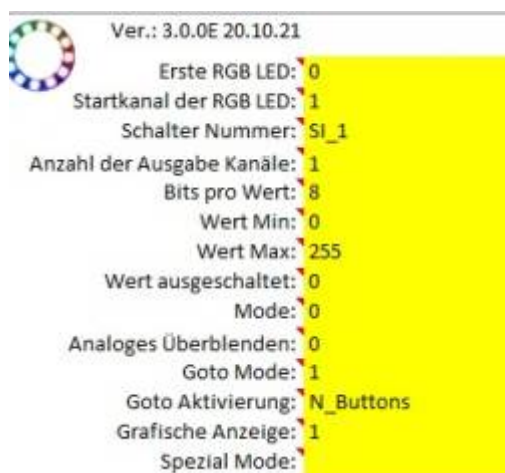 Ver.: 3.0.0E 20.10.21
Erste RGB LED: 0
Startkanal der RGB LED: 1
Schalter Nummer: SI_1
Anzahl der Ausgabe Kanäle: 1
Bits pro Wert: 8
Wert Min: 0
Wert Max: 255
Wert ausgeschaltet: 0
Mode: 0
Analoges Überblenden: 0
Goto Mode: 1
Goto Aktivierung: N_Buttons
Grafische Anzeige: 1
Spezial Mode: